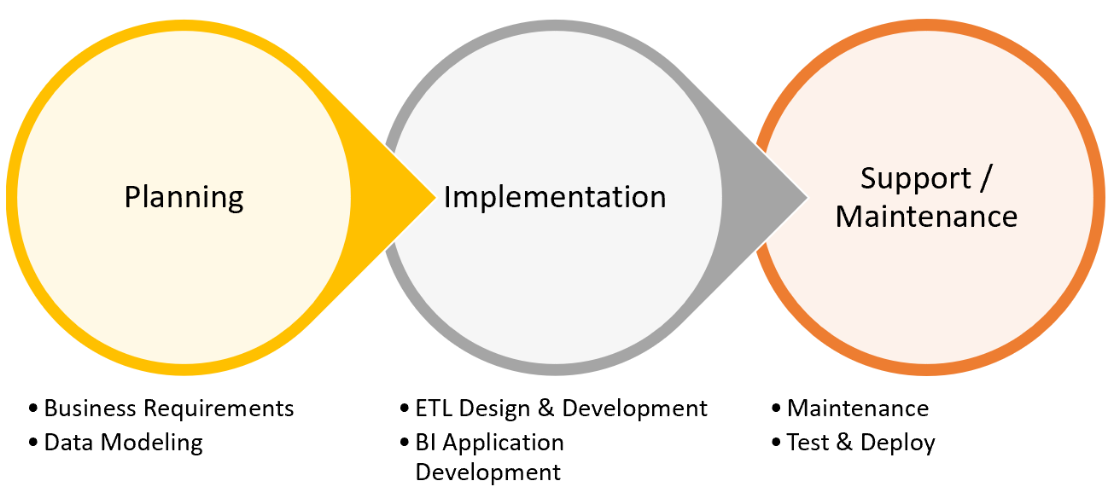 Planning
Implementation
Support /
Maintenance
• Business Requirements
• Data Modeling
• ETL Design & Development
• BI Application
Development
• Maintenance
• Test & Deploy